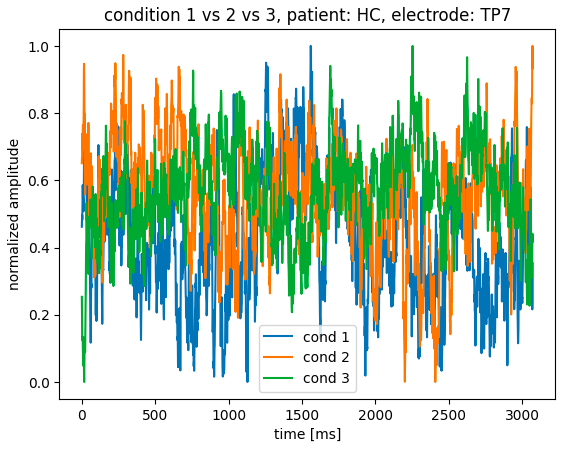 condition 1 vs 2 vs 3, patient: HC, electrode: TP7
normalized amplitude
1.0
0.8
0.6
0.4
0.2
0.0
cond 1
cond 2
cond 3
0 500 1000 1500 2000 2500 3000
time [ms]